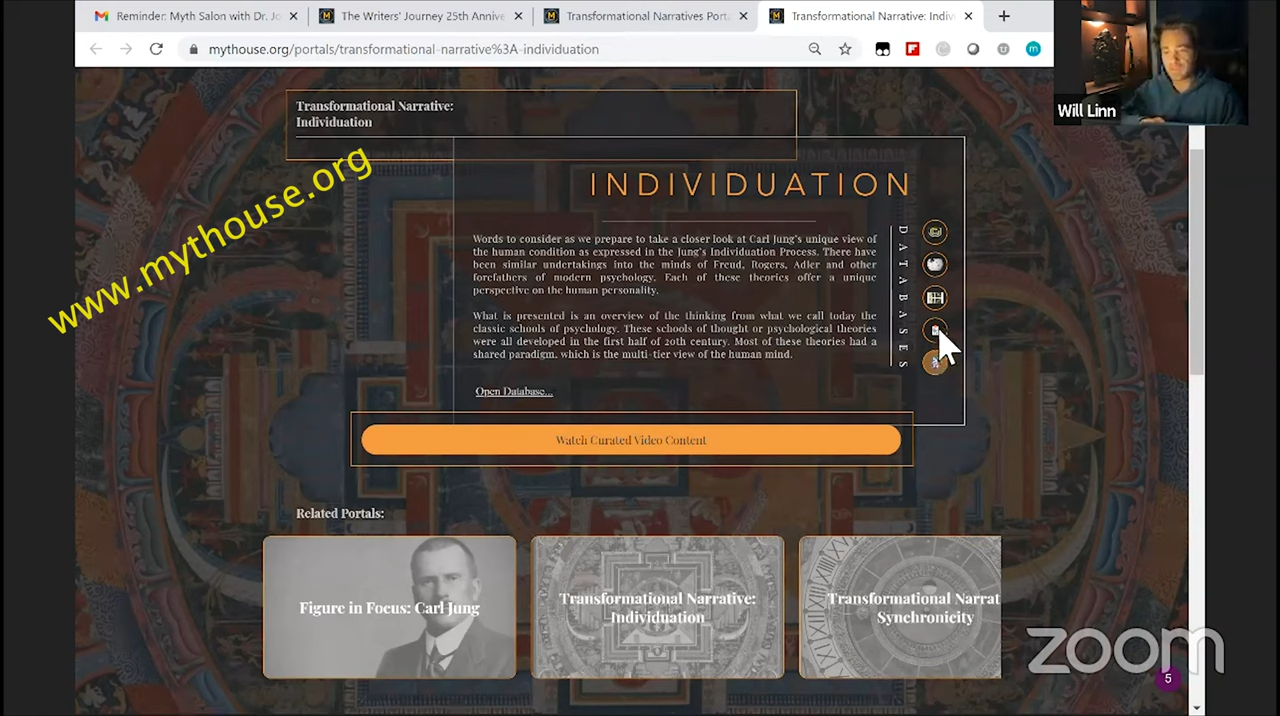 Reminder: Myth Salon with Dr. Jo
The Writers' Journey 25th Annive
Transformational Narratives Port
Transformational Narrative: Indiv
mythouse.org/portals/transformational-narrative%3A-individuation
Will Linn
Transformational Narrative:
Individuation
www.mythouse.org
INDIVIDUATION
Words to consider as we prepare to take a closer look at Carl Jung's unique view of
the human condition as expressed in the Jung's Individuation Process. There have
been similar undertakings into the minds of Freud, Rogers, Adler and other
forefathers of modern psychology. Each of these theories offer a unique
perspective on the human personality.
What is presented is an overview of the thinking from what we call today the
classic schools of psychology. These schools of thought or psychological theories
were all developed in the first half of 20th century. Most of these theories had a
shared paradigm, which is the multi-tier view of the human mind.
DATABASES
Open Database...
Watch Curated Video Content
Related Portals:
Figure in Focus: Carl Jung
Transformational Narrative:
Individuation
Transformational Narrat
Synchronicity
zoom
5